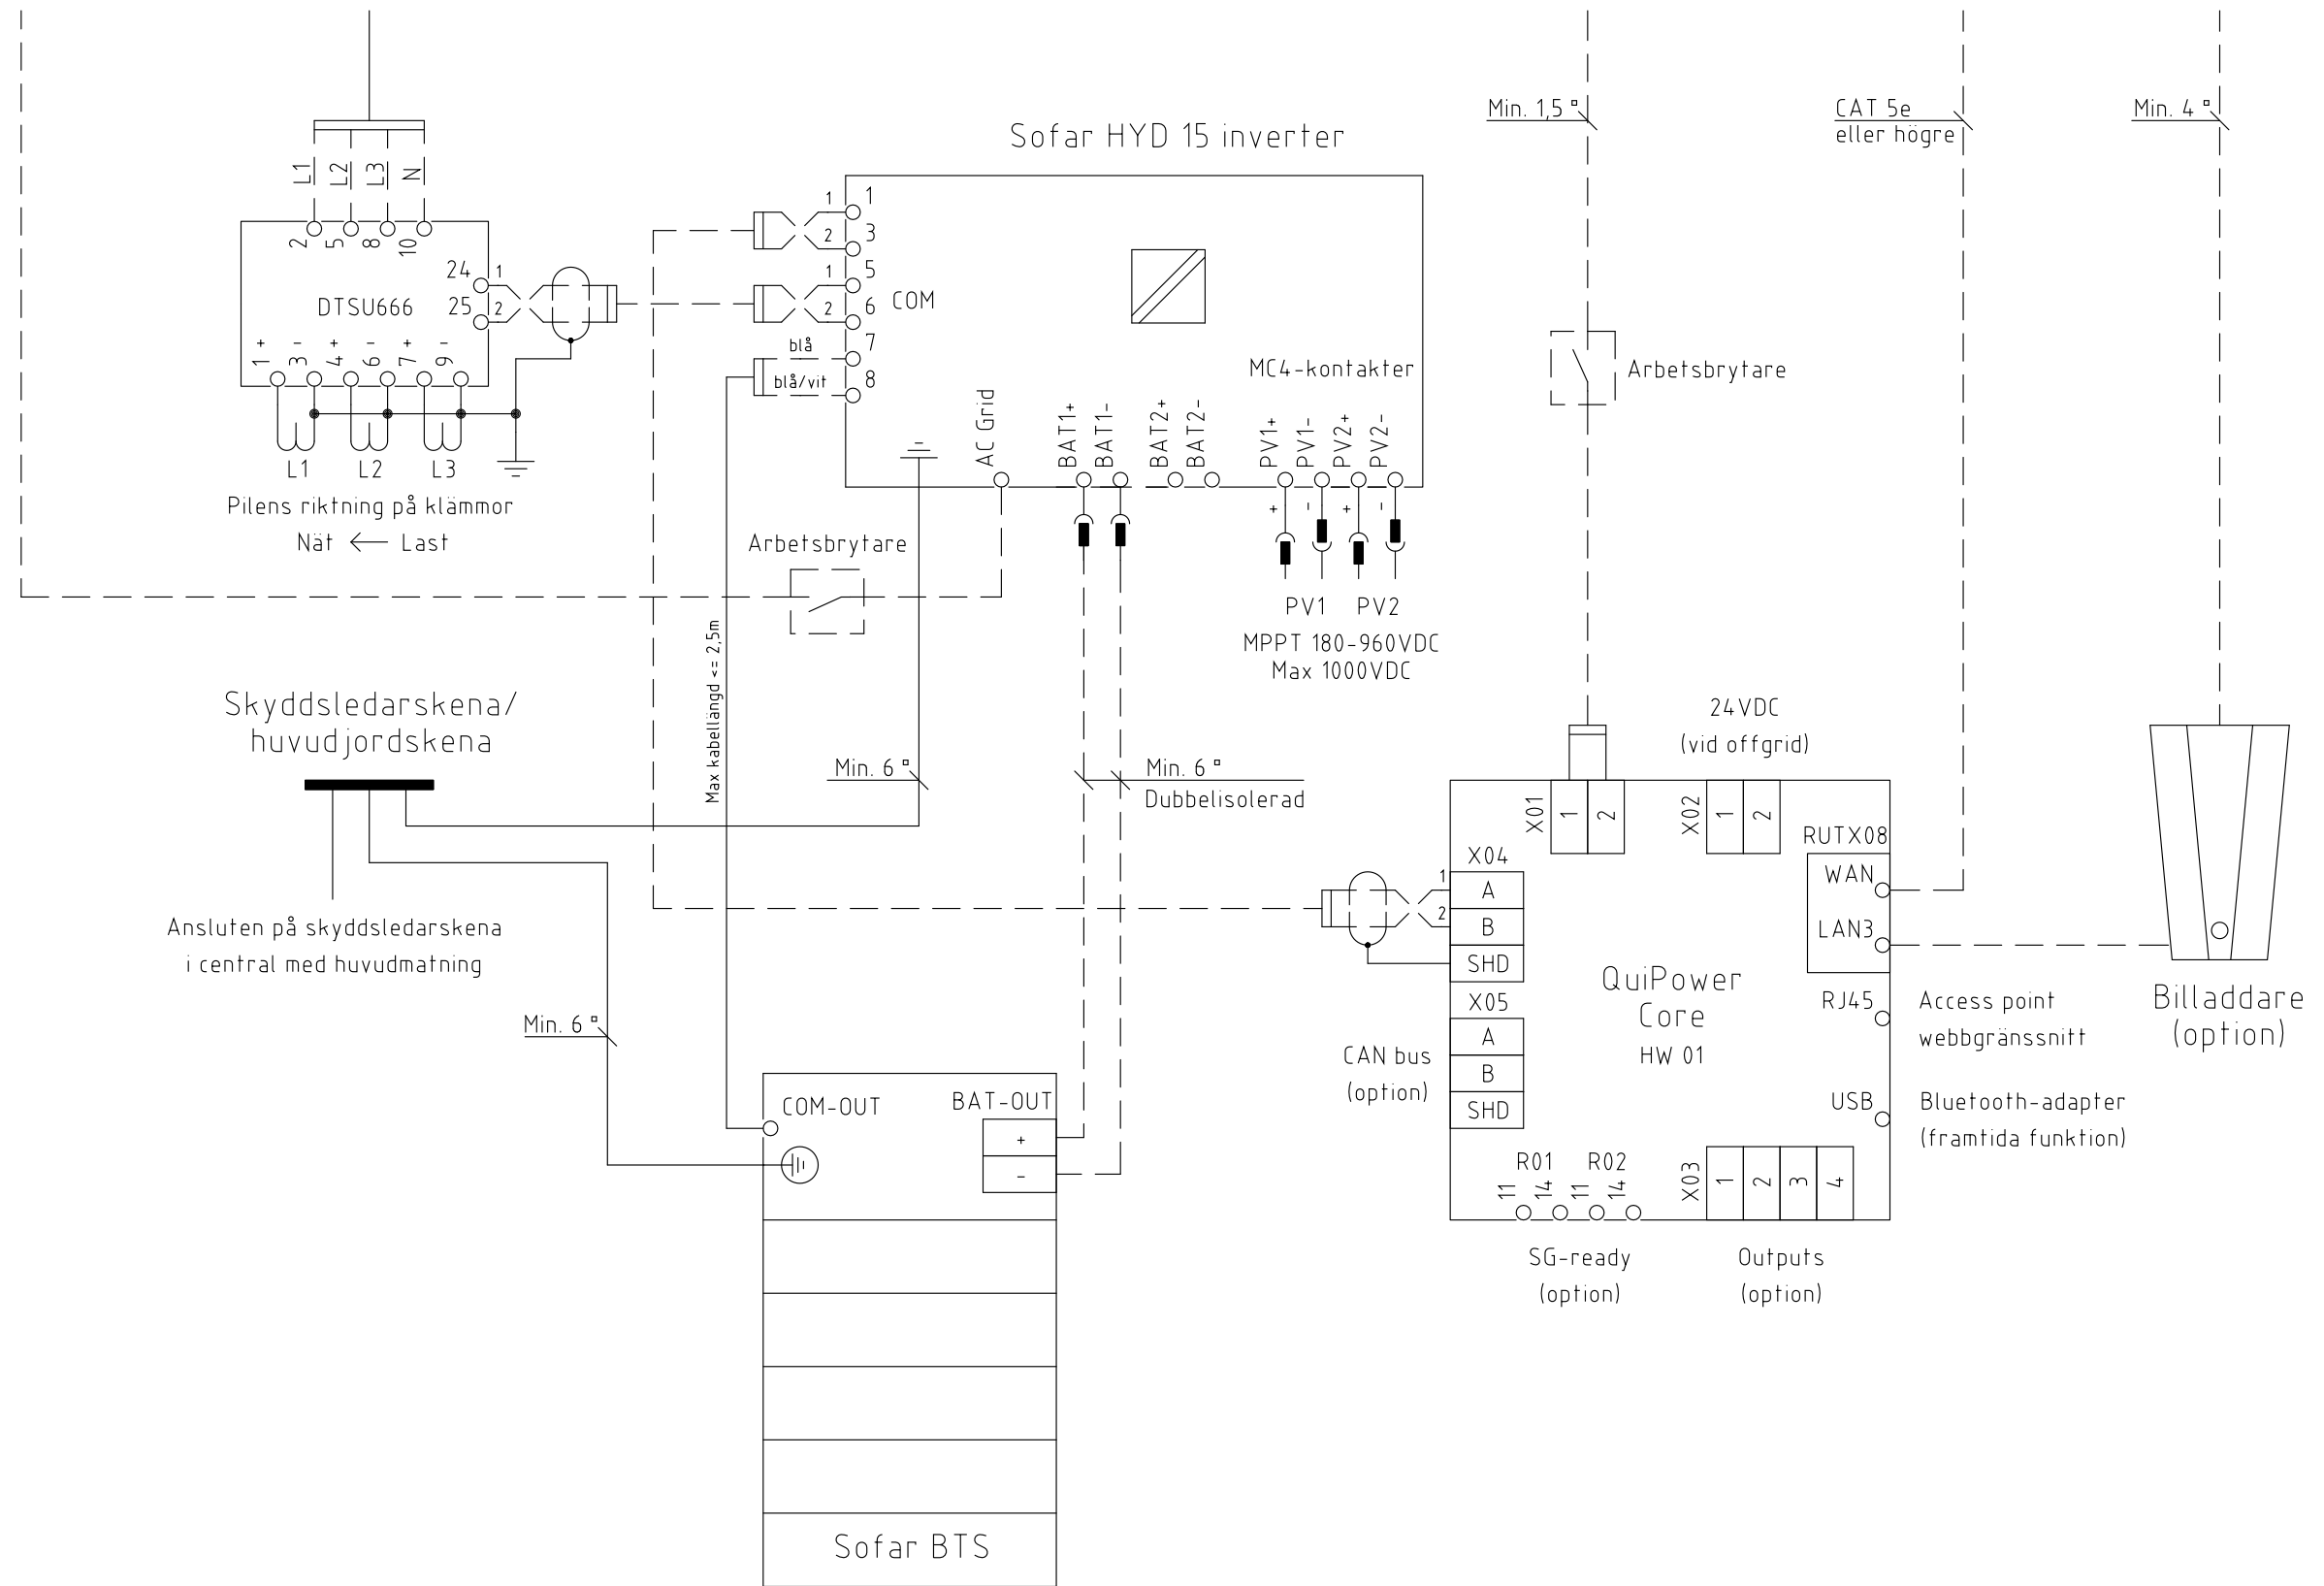 Min. 1,5 ▫
CAT 5e
eller högre
Min. 4 ▫
Sofar HYD 15 inverter
L1
L2
L3
N
2
5
8
10
24
1
25
2
DTSU666
1 +
3 -
4 +
6 -
7 +
9 -
L1
L2
L3
Pilens riktning på klämmor
Nät
Last
1
1
2
3
1
5
2
6
COM
blå
7
blå/vit
8
MC4-kontakter
AC Grid
BAT1+
BAT1-
BAT2+
BAT2-
PV1+
PV1-
PV2+
PV2-
+
-
+
-
PV1
PV2
MPPT 180-960VDC
Max 1000VDC
Arbetsbrytare
Arbetsbrytare
Max kabellängd <= 2,5m
Skyddsledarskena/
huvudjordskena
Min. 6 ▫
Min. 6 ▫
Dubbelisolerad
Ansluten på skyddsledarskena
i central med huvudmatning
Min. 6 ▫
24VDC
(vid offgrid)
X01
1
2
X02
1
2
RUTX08
WAN
LAN3
X04
1
A
2
B
SHD
X05
A
B
SHD
CAN bus
(option)
QuiPower
Core
HW 01
RJ45
Access point
webbgränssnitt
USB
Bluetooth-adapter
(framtida funktion)
Billaddare
(option)
R01
R02
11
14
11
14
X03
1
2
3
4
SG-ready
(option)
Outputs
(option)
COM-OUT
BAT-OUT
+
-
Sofar BTS